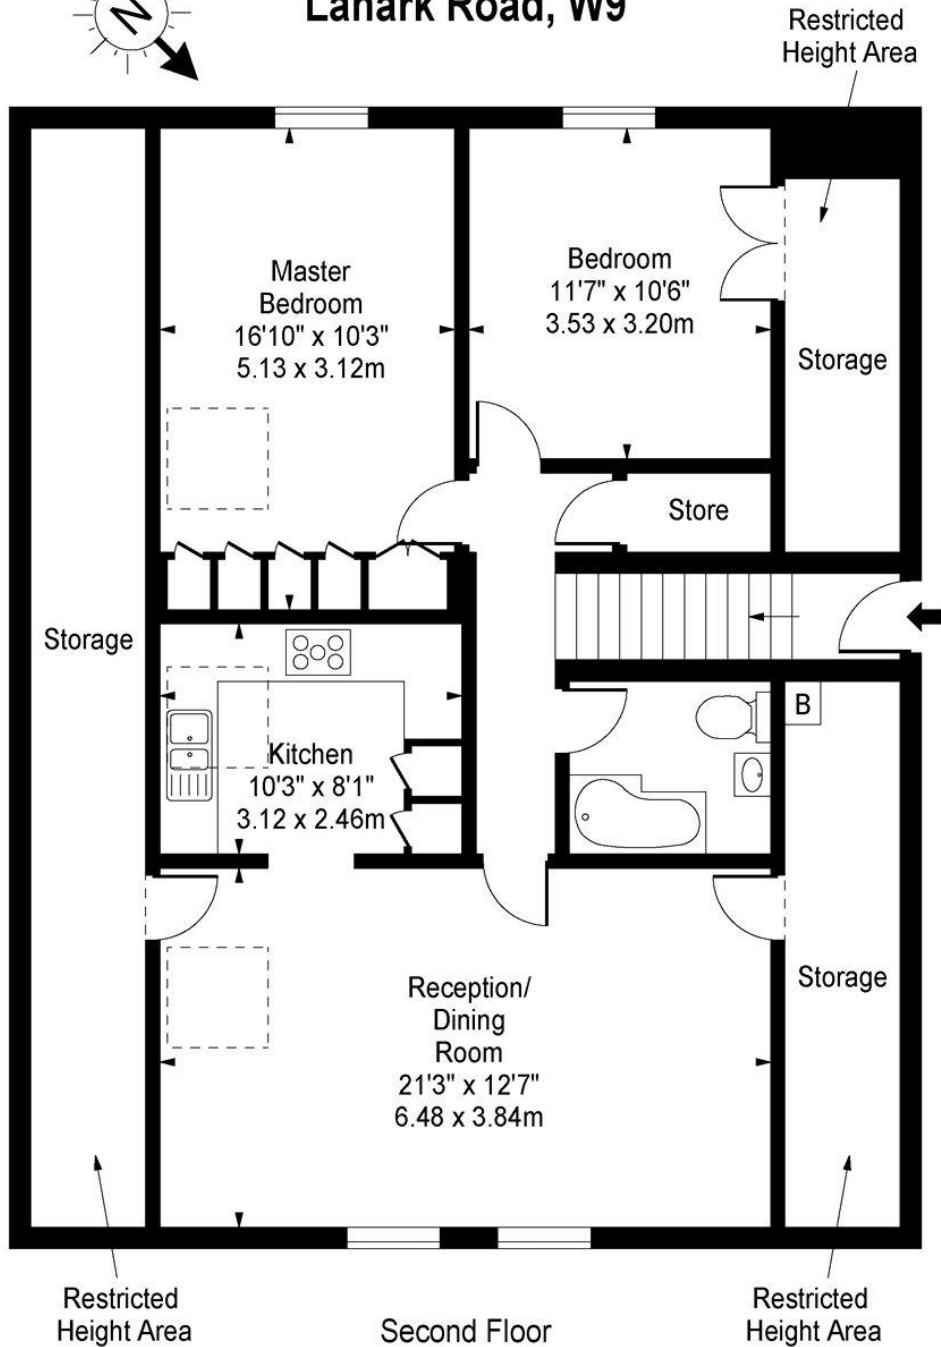 Lanark Road, W9
N
Restricted
Height Area
Master
Bedroom
16'10" x 10'3"
5.13 x 3.12m
Bedroom
11'7" x 10'6"
3.53 x 3.20m
Storage
Store
Storage
B
Kitchen
10'3" x 8'1"
3.12 x 2.46m
Storage
Reception/
Dining
Room
21'3" x 12'7"
6.48 x 3.84m
Restricted
Height Area
Second Floor
Restricted
Height Area